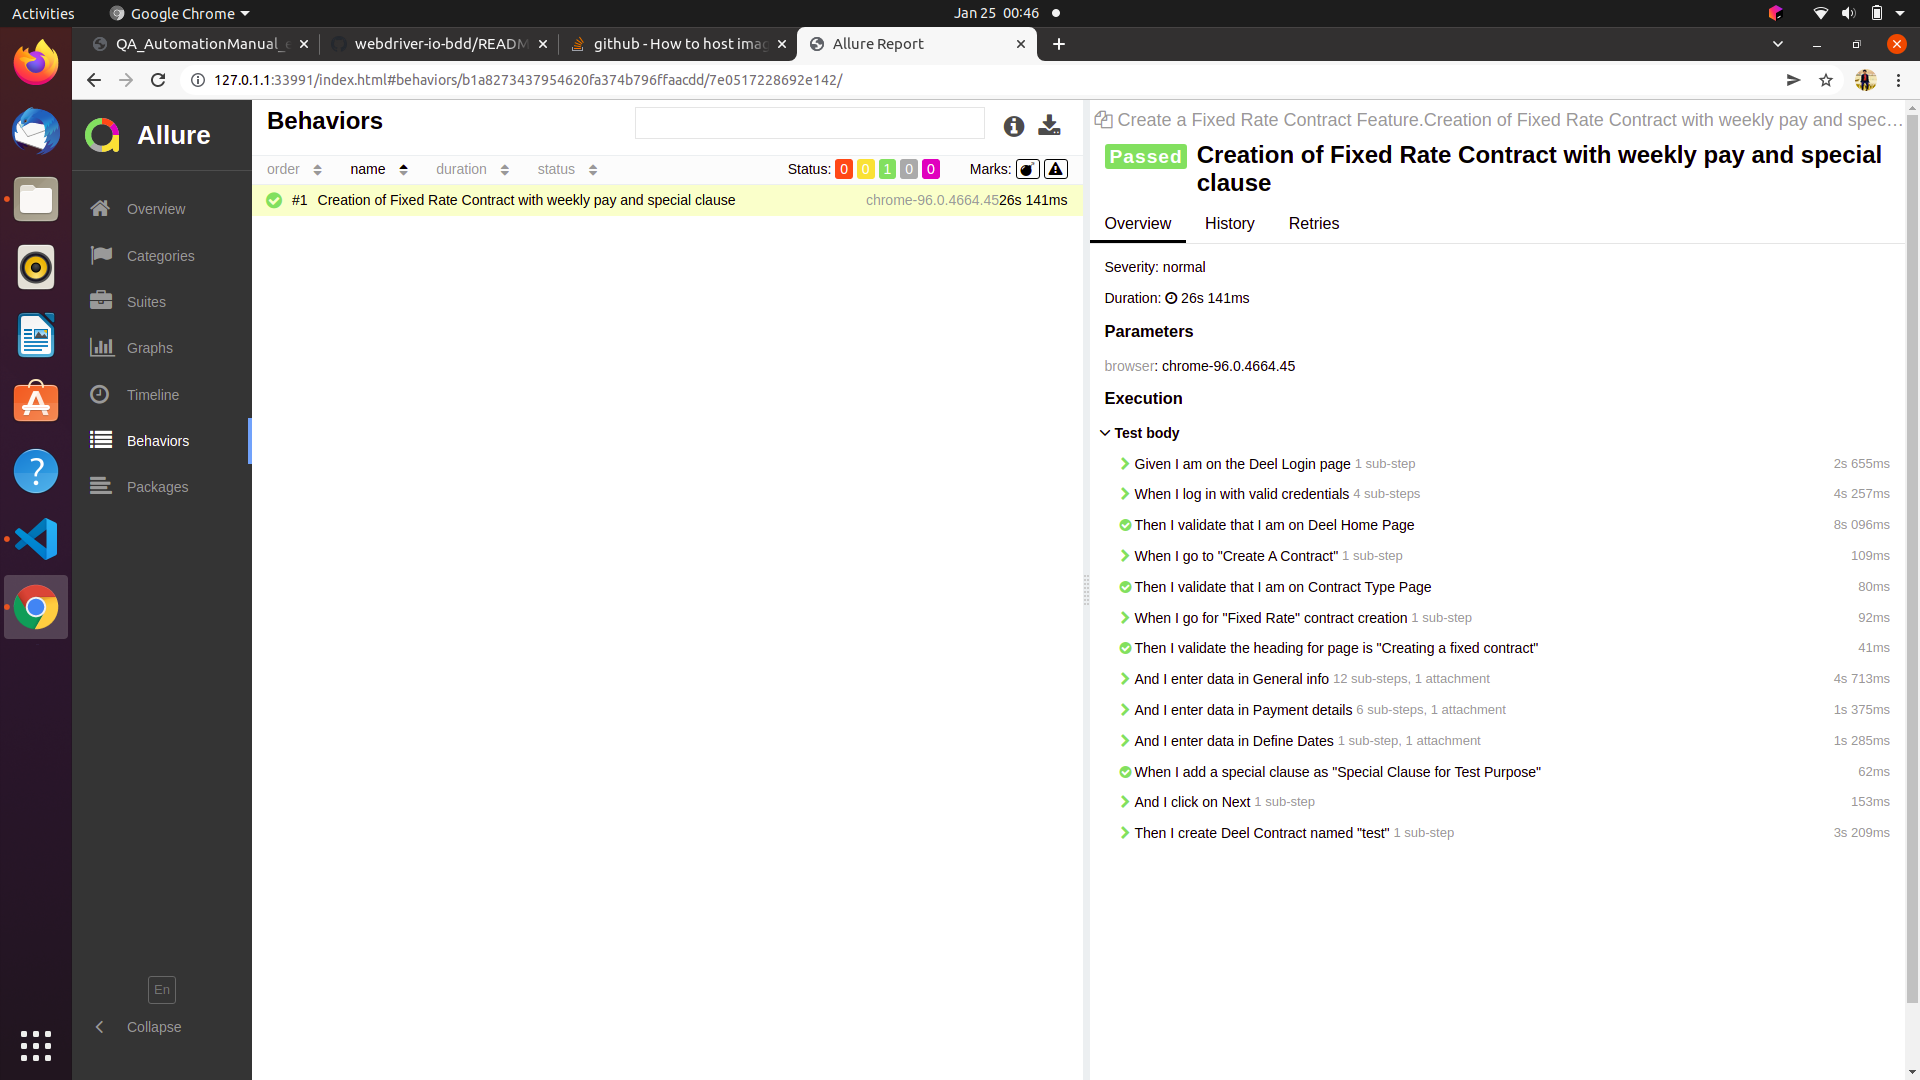 Activities
Google Chrome
Jan 25 00:46
QA_AutomationManual_
webdriver-io-bdd/READM
github - How to host imag
Allure Report
127.0.1.1:33991/index.html#behaviors/b1a8273437954620fa374b796ffaacdd/7e0517228692e142/
Allure
Overview
Categories
Suites
Graphs
Timeline
Behaviors
Packages
En
Collapse
Behaviors
order name duration status
Status: 0 0 1 0 0 Marks:
#1 Creation of Fixed Rate Contract with weekly pay and special clause chrome-96.0.4664.45 26s 141ms
Create a Fixed Rate Contract Feature.Creation of Fixed Rate Contract with weekly pay and spec…
Passed Creation of Fixed Rate Contract with weekly pay and special
clause
Overview History Retries
Severity: normal
Duration: 26s 141ms
Parameters
browser: chrome-96.0.4664.45
Execution
Test body
Given I am on the Deel Login page 1 sub-step 2s 655ms
When I log in with valid credentials 4 sub-steps 4s 257ms
Then I validate that I am on Deel Home Page 8s 096ms
When I go to "Create A Contract" 1 sub-step 109ms
Then I validate that I am on Contract Type Page 80ms
When I go for "Fixed Rate" contract creation 1 sub-step 92ms
Then I validate the heading for page is "Creating a fixed contract" 41ms
And I enter data in General info 12 sub-steps, 1 attachment 4s 713ms
And I enter data in Payment details 6 sub-steps, 1 attachment 1s 375ms
And I enter data in Define Dates 1 sub-step, 1 attachment 1s 285ms
When I add a special clause as "Special Clause for Test Purpose" 62ms
And I click on Next 1 sub-step 153ms
Then I create Deel Contract named "test" 1 sub-step 3s 209ms